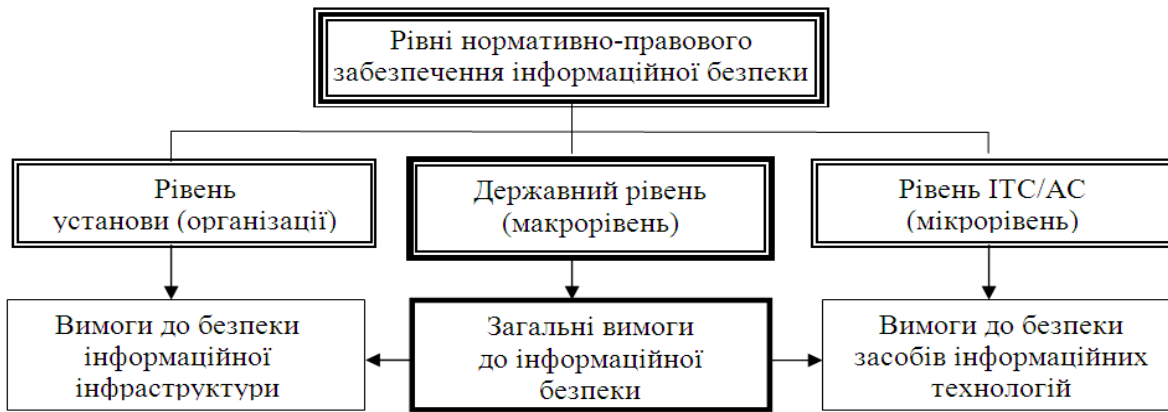 Рівні нормативно-правового
забезпечення інформаційної безпеки
Рівень
установи (організації)
Державний рівень
(макрорівень)
Рівень ІТС/АС
(мікрорівень)
Вимоги до безпеки
інформаційної
інфраструктури
Загальні вимоги
до інформаційної
безпеки
Вимоги до безпеки
засобів інформаційних
технологій